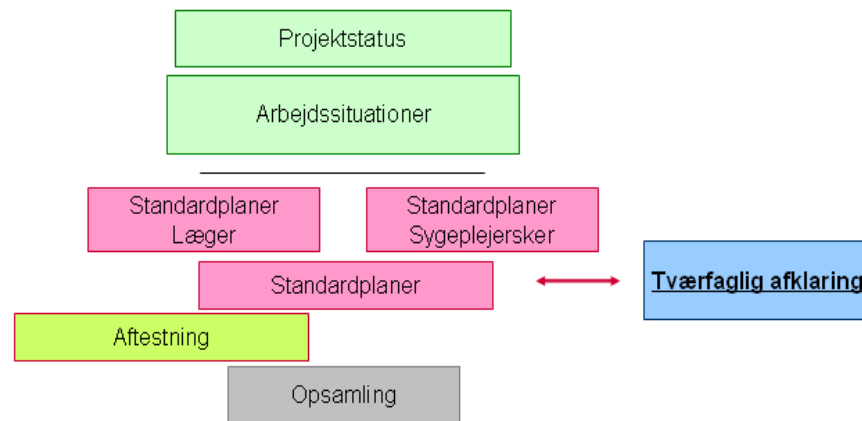 Projektstatus
Arbejdssituationer
Standardplaner
Læger
Standardplaner
Sygeplejersker
Standardplaner
Tværfaglig afklaring
Aftestning
Opsamling